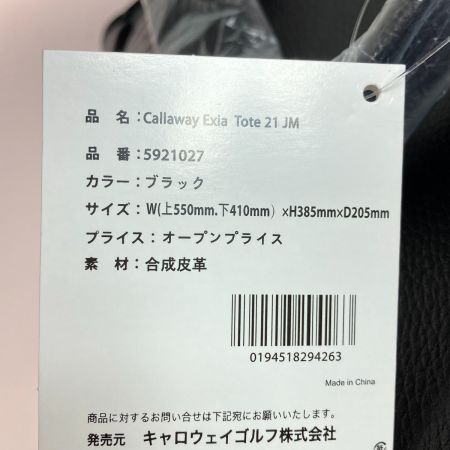 品　名：Callaway Exia Tote 21 JM
品　番：5921027
カラー：ブラック
サイズ：W(上550mm.下410mm）×H385mm×D205mm
プライス：オープンプライス
素　材：合成皮革
0194518294263
Made in China
商品に対するお問い合せは下記宛にお願いいたします。
発売元　キャロウェイゴルフ株式会社